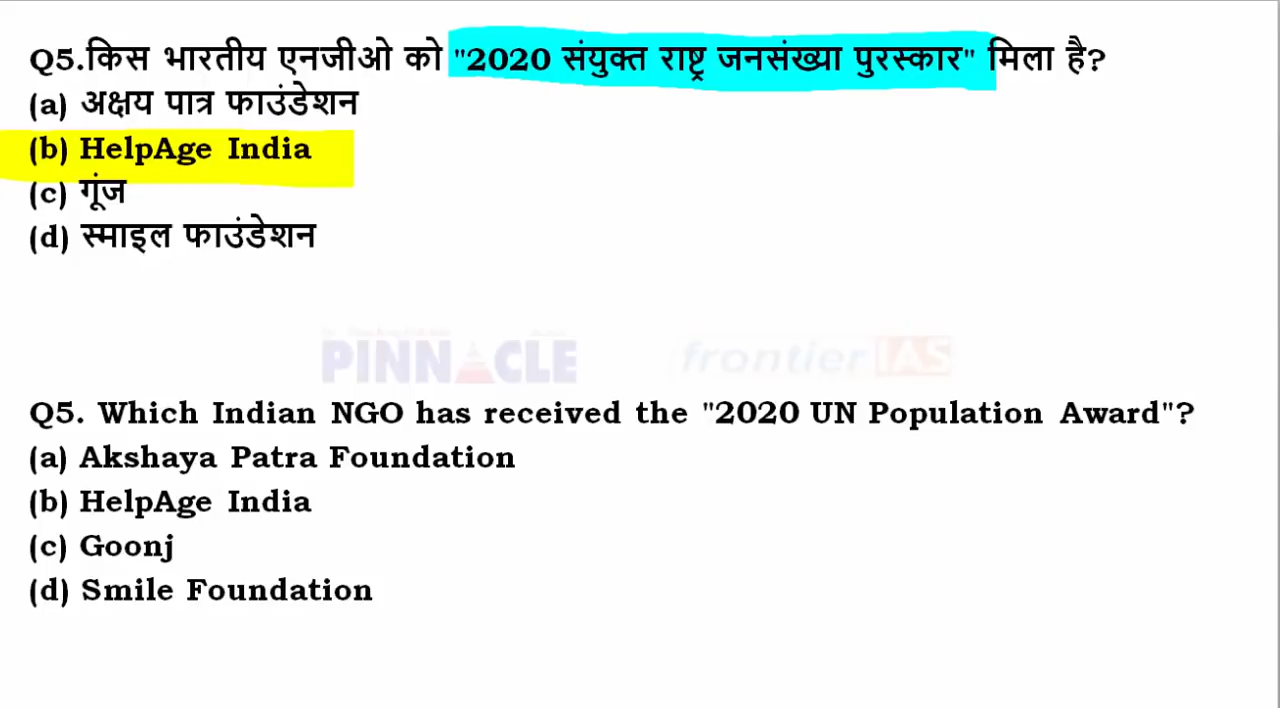 Q5.किस भारतीय एनजीओ को "2020 संयुक्त राष्ट्र जनसंख्या पुरस्कार" मिला है?
(a) अक्षय पात्र फाउंडेशन
(b) HelpAge India
(c) गूंज
(d) स्माइल फाउंडेशन
PINNACLE frontier IAS
Q5. Which Indian NGO has received the "2020 UN Population Award"?
(a) Akshaya Patra Foundation
(b) HelpAge India
(c) Goonj
(d) Smile Foundation